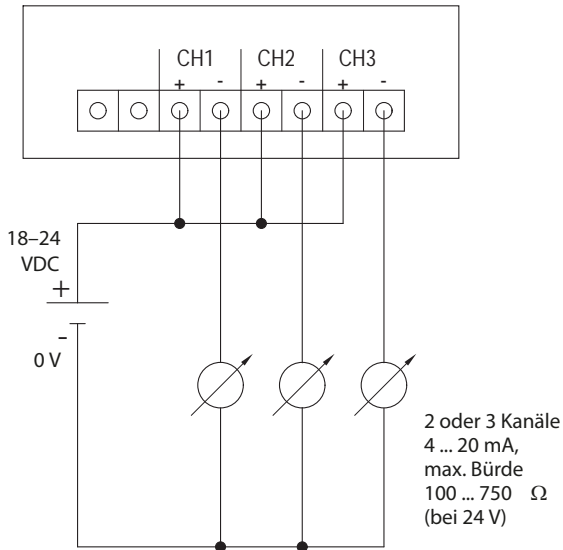 CH1 CH2 CH3
+ - + - + -
18–24
VDC
+
-
0 V
2 oder 3 Kanäle
4 ... 20 mA,
max. Bürde
100 ... 750 Ω
(bei 24 V)